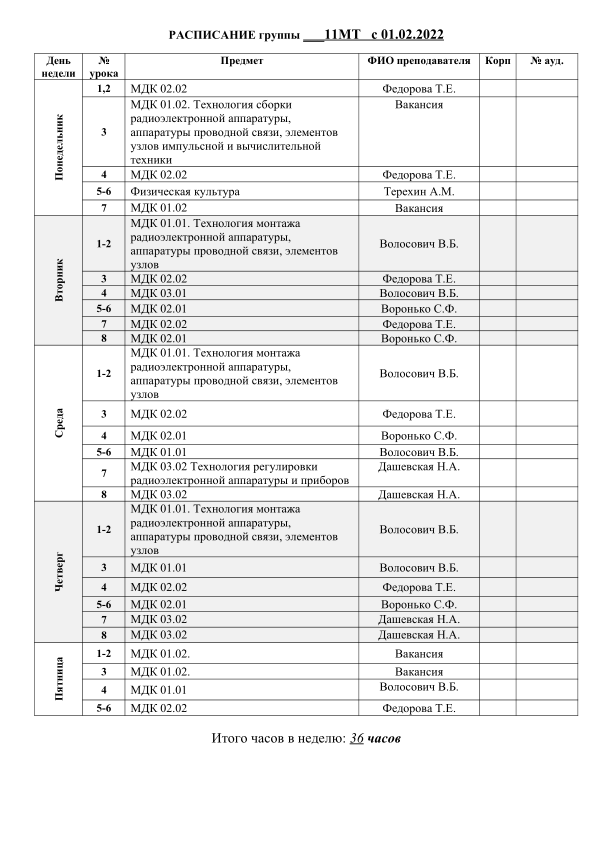 РАСПИСАНИЕ группы ___11МТ с 01.02.2022
День недели № урока Предмет ФИО преподавателя Корп № ауд.
Понедельник
1,2 МДК 02.02 Федорова Т.Е.
3 МДК 01.02. Технология сборки Вакансия
радиоэлектронной аппаратуры,
аппаратуры проводной связи, элементов
узлов импульсной и вычислительной
техники
4 МДК 02.02 Федорова Т.Е.
5-6 Физическая культура Терехин А.М.
7 МДК 01.02 Вакансия
Вторник
1-2 МДК 01.01. Технология монтажа
радиоэлектронной аппаратуры,
аппаратуры проводной связи, элементов
узлов
Волосович В.Б.
3 МДК 02.02 Федорова Т.Е.
4 МДК 03.01 Волосович В.Б.
5-6 МДК 02.01 Воронько С.Ф.
7 МДК 02.02 Федорова Т.Е.
8 МДК 02.01 Воронько С.Ф.
Среда
1-2 МДК 01.01. Технология монтажа
радиоэлектронной аппаратуры,
аппаратуры проводной связи, элементов
узлов
Волосович В.Б.
3 МДК 02.02 Федорова Т.Е.
4 МДК 02.01 Воронько С.Ф.
5-6 МДК 01.01 Волосович В.Б.
7 МДК 03.02 Технология регулировки Дашевская Н.А.
радиоэлектронной аппаратуры и приборов
8 МДК 03.02 Дашевская Н.А.
Четверг
1-2 МДК 01.01. Технология монтажа
радиоэлектронной аппаратуры,
аппаратуры проводной связи, элементов
узлов
Волосович В.Б.
3 МДК 01.01 Волосович В.Б.
4 МДК 02.02 Федорова Т.Е.
5-6 МДК 02.01 Воронько С.Ф.
7 МДК 03.02 Дашевская Н.А.
8 МДК 03.02 Дашевская Н.А.
Пятница
1-2 МДК 01.02. Вакансия
3 МДК 01.02. Вакансия
4 МДК 01.01 Волосович В.Б.
5-6 МДК 02.02 Федорова Т.Е.
Итого часов в неделю: 36 часов